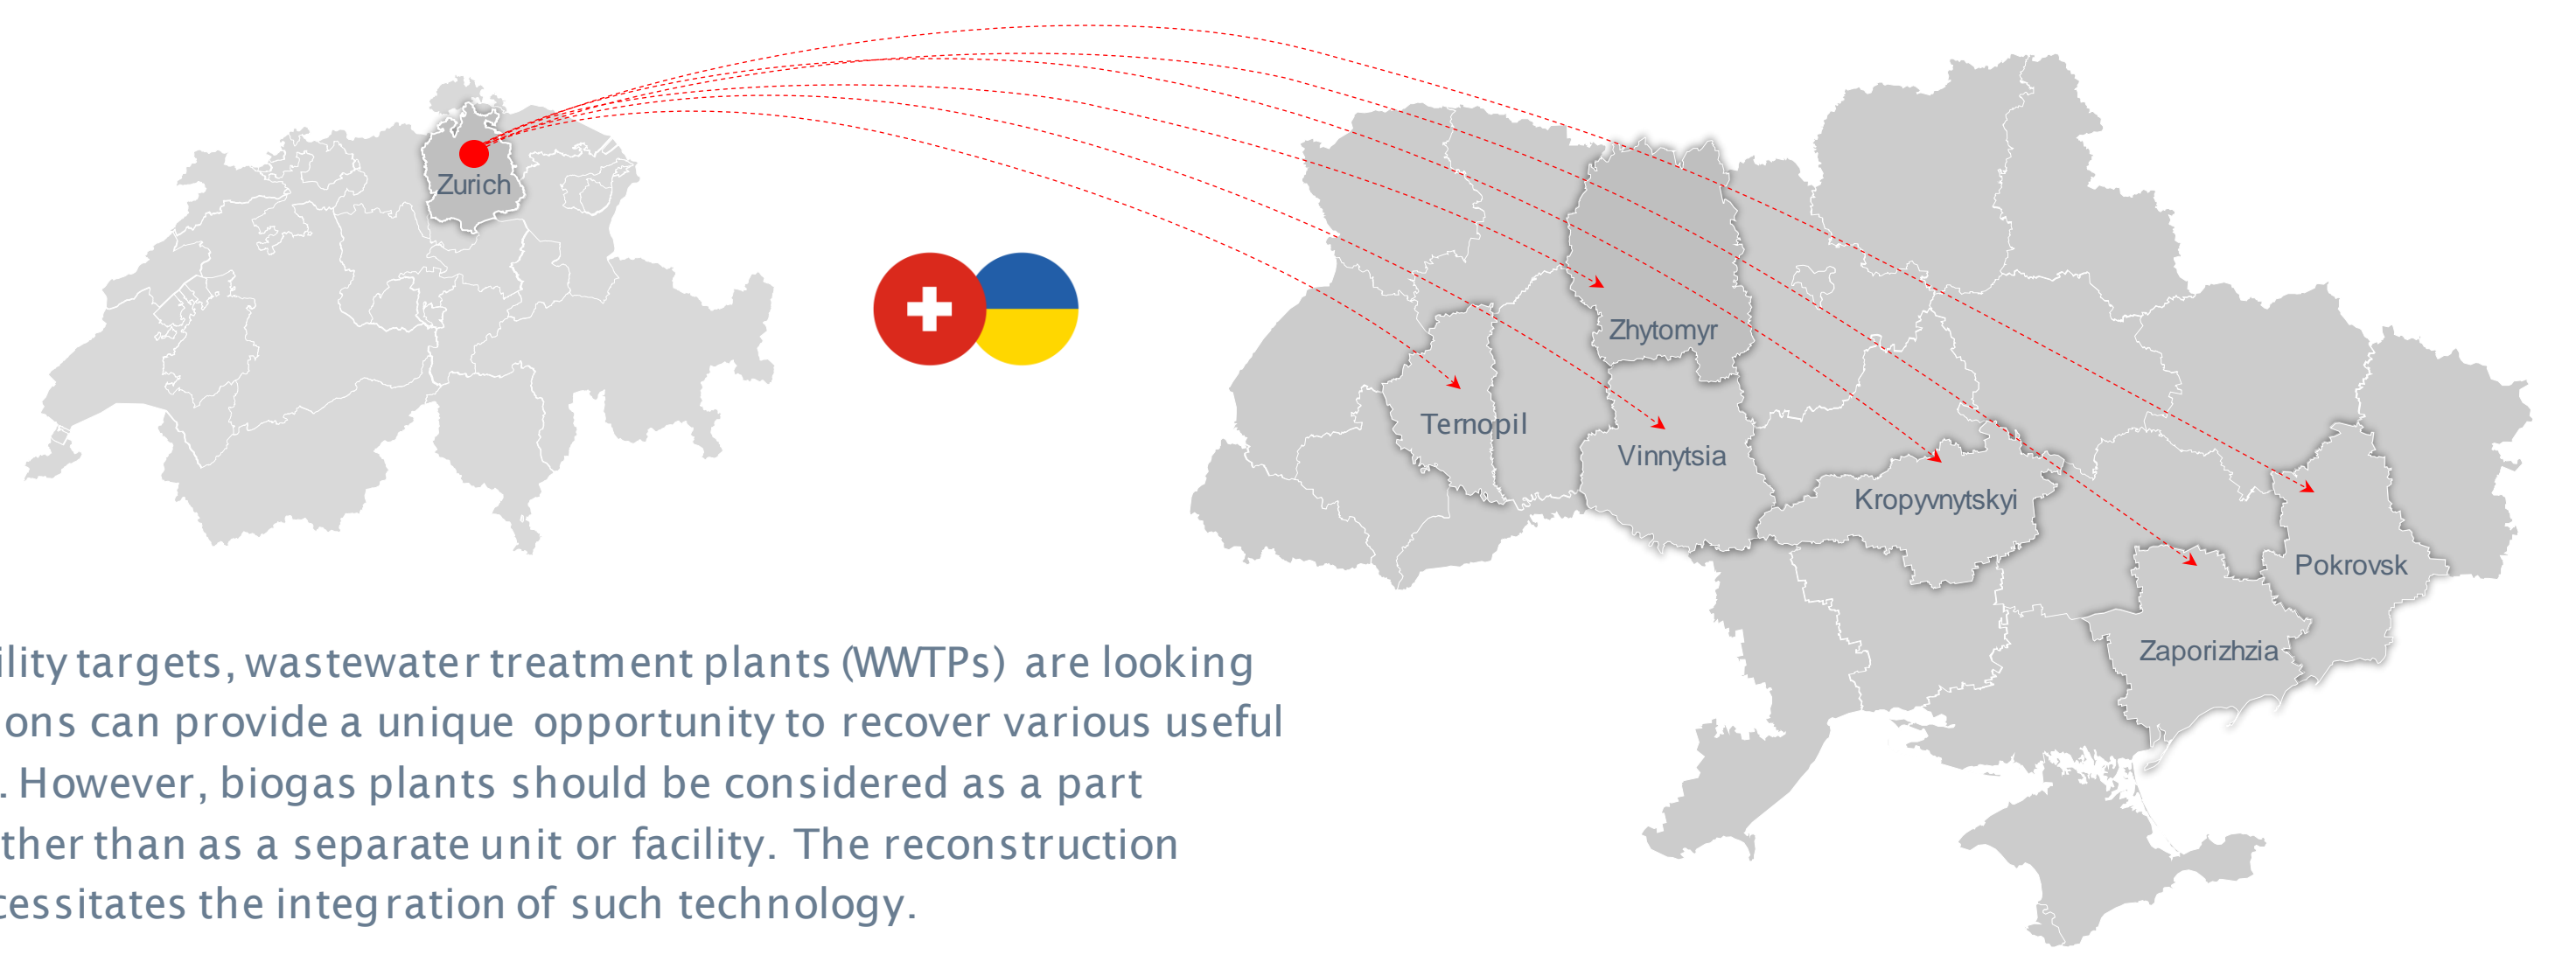 Zurich
Zhytomyr
Ternopil
Vinnytsia
Kropyvnytskyi
Pokrovsk
Zaporizhzia
ility targets, wastewater treatment plants (WWTPs) are looking
ons can provide a unique opportunity to recover various useful
. However, biogas plants should be considered as a part
ther than as a separate unit or facility. The reconstruction
cessitates the integration of such technology.